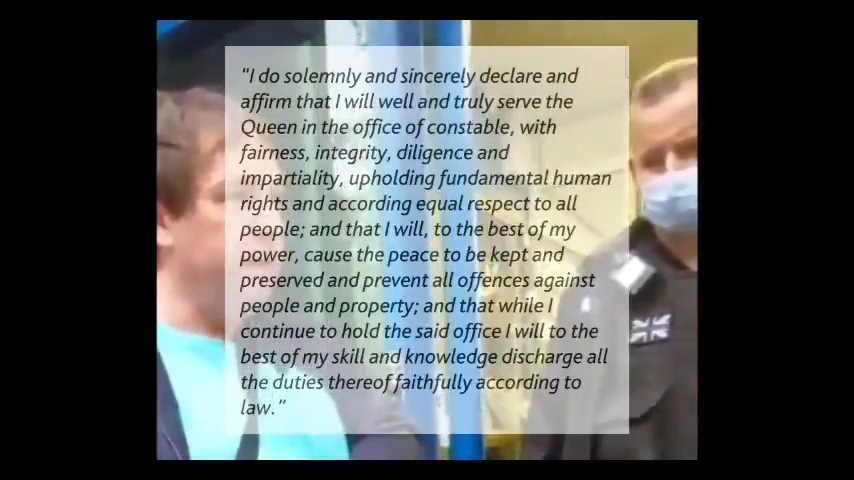 "I do solemnly and sincerely declare and
affirm that I will well and truly serve the
Queen in the office of constable, with
fairness, integrity, diligence and
impartiality, upholding fundamental human
rights and according equal respect to all
people; and that I will, to the best of my
power, cause the peace to be kept and
preserved and prevent all offences against
people and property; and that while I
continue to hold the said office I will to the
best of my skill and knowledge discharge all
the duties thereof faithfully according to
law."